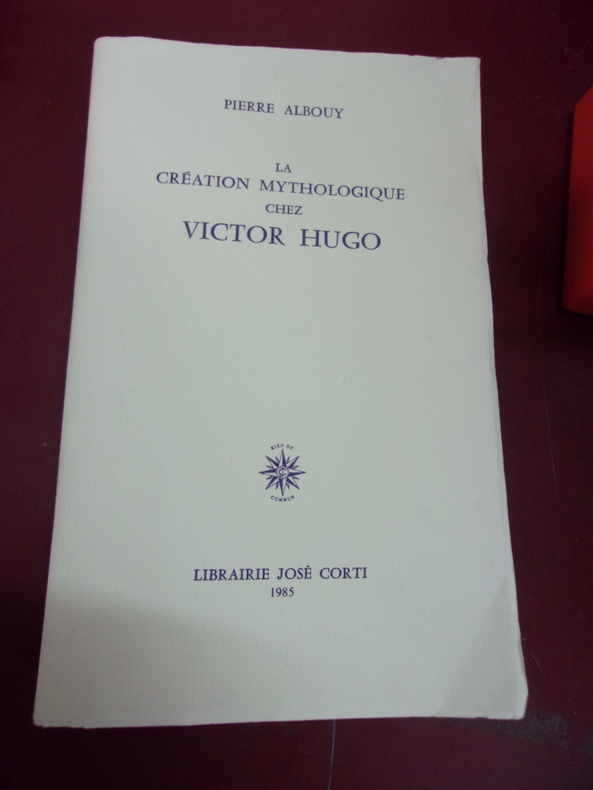 PIERRE ALBOUY
LA
CRÉATION MYTHOLOGIQUE
CHEZ
VICTOR HUGO
RIEN DE
COMMUN
LIBRAIRIE JOSÉ CORTI
1985